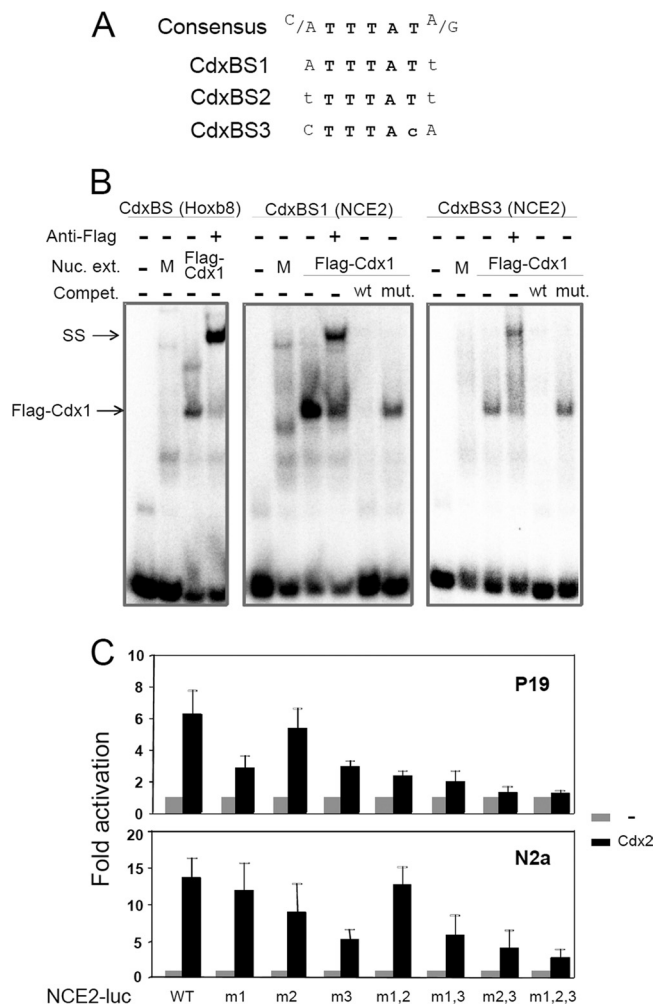 A
Consensus C/A T T T A T A/G
CdxBS1 A T T T A T t
CdxBS2 t T T T A T t
CdxBS3 C T T T A c A
B
CdxBS (Hoxb8) CdxBS1 (NCE2) CdxBS3 (NCE2)
Anti-Flag - - - + - - - + - - - - - + - -
Nuc. ext. - M Flag-Cdx1 - M Flag-Cdx1 - M Flag-Cdx1
Compet. - - - - - - - - wt mut. - - - - wt mut.
SS →
Flag-Cdx1 →
C
Fold activation
10
8
6
4
2
0
P19
20
15
10
5
0
N2a
-
Cdx2
NCE2-luc WT m1 m2 m3 m1,2 m1,3 m2,3 m1,2,3